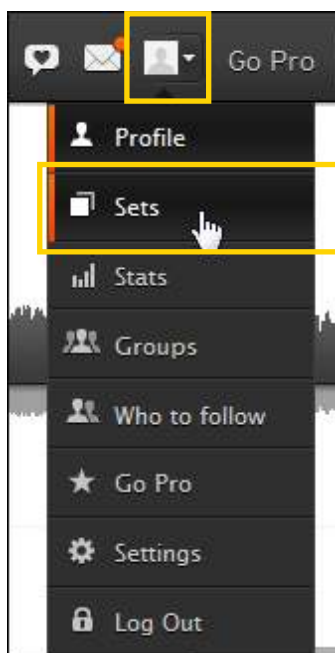 Go Pro
Profile
Sets
Stats
Groups
Who to follow
Go Pro
Settings
Log Out